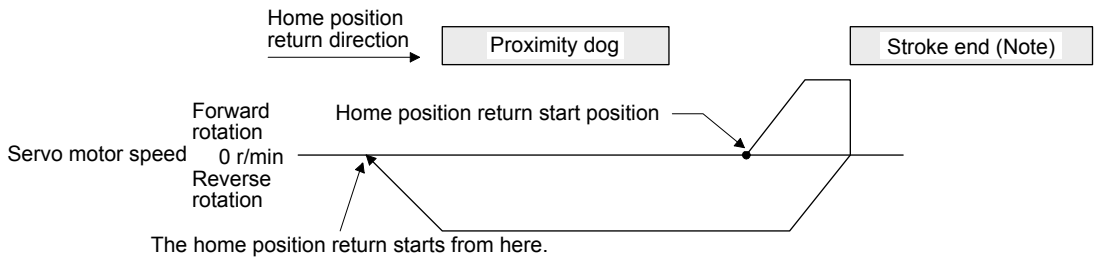 Home position
return direction
Proximity dog
Stroke end (Note)
Forward
rotation
Home position return start position
Servo motor speed
0 r/min
Reverse
rotation
The home position return starts from here.